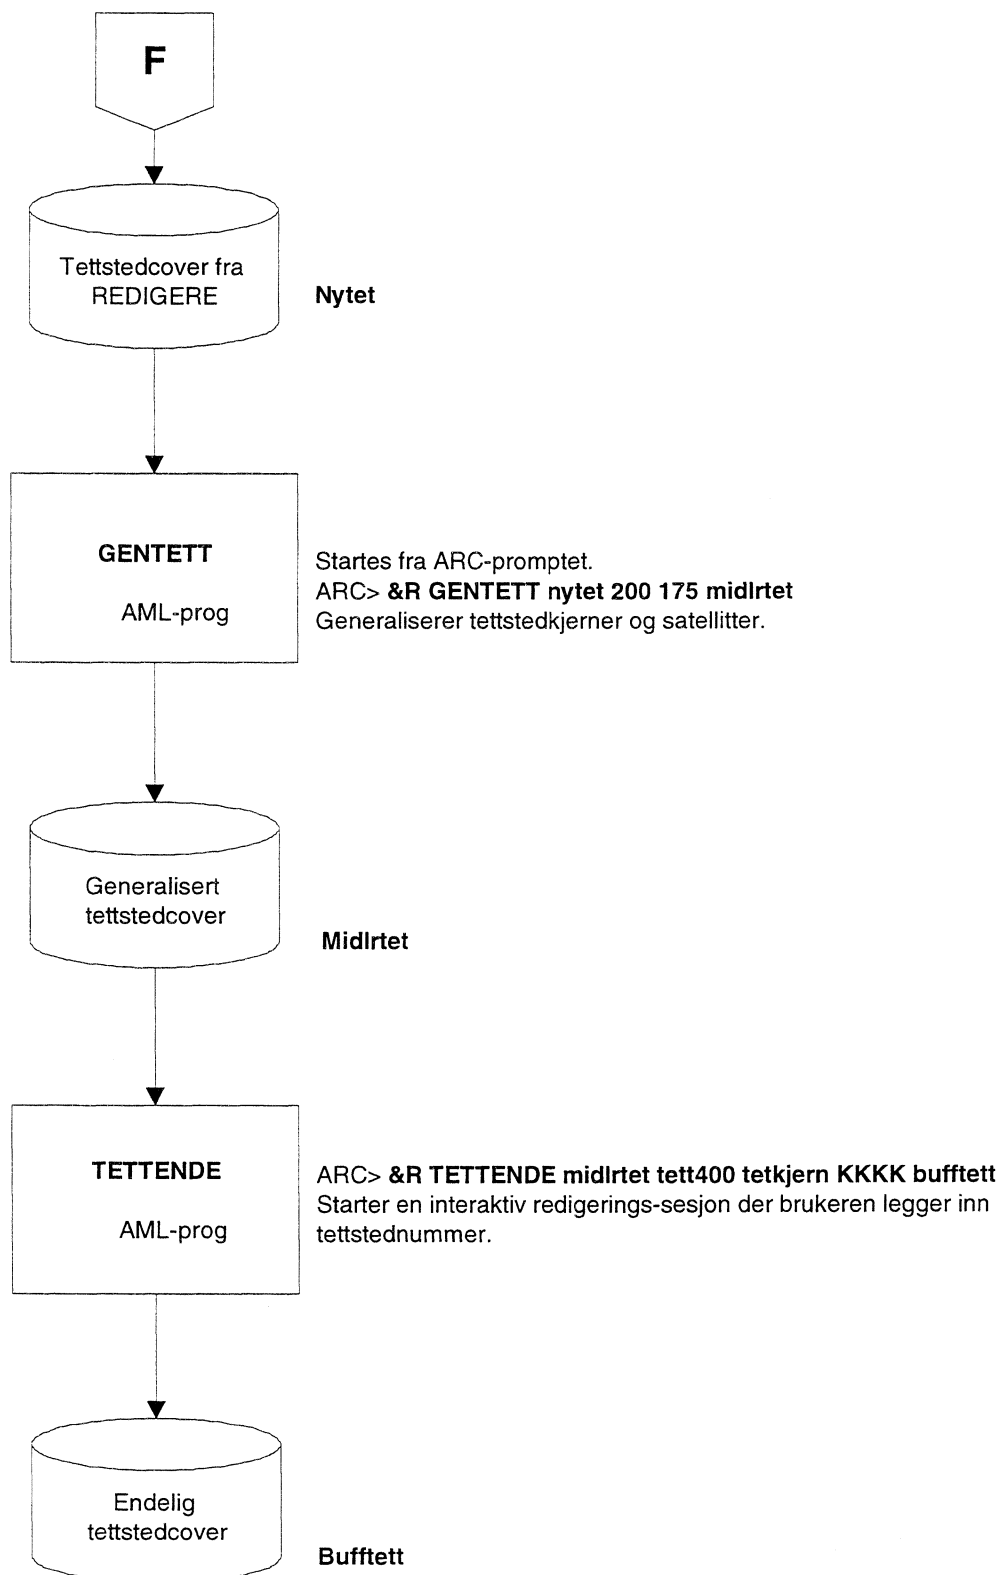 F
Tettstedcover fra
REDIGERE
Nytet
GENTETT
AML-prog
Startes fra ARC-promptet.
ARC> &R GENTETT nytet 200 175 midlrtet
Generaliserer tettstedkjerner og satellitter.
Generalisert
tettstedcover
Midlrtet
TETTENDE
AML-prog
ARC> &R TETTENDE midlrtet tett400 tetkjern KKKK bufftett
Starter en interaktiv redigerings-sesjon der brukeren legger inn
tettstednummer.
Endelig
tettstedcover
Bufftett